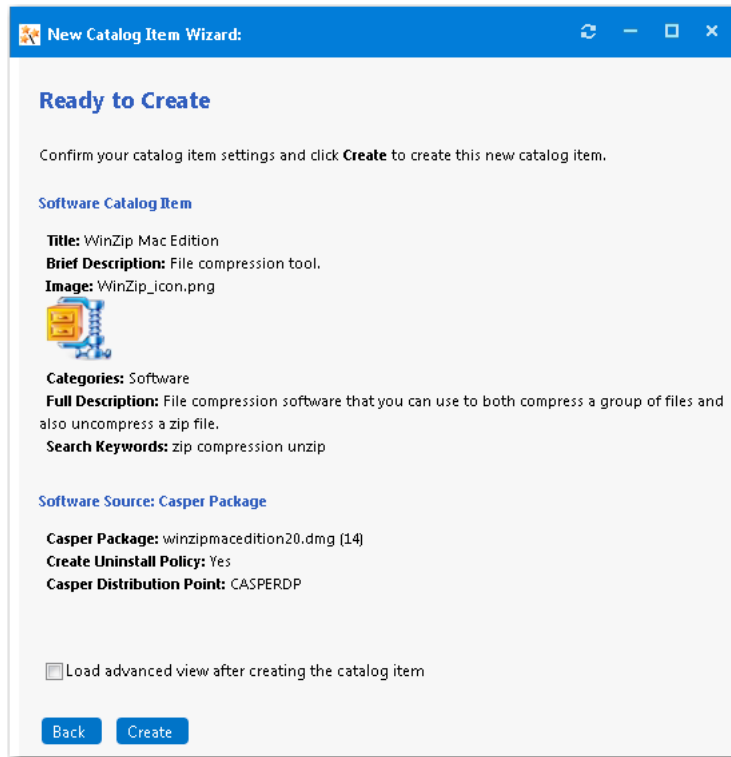 New Catalog Item Wizard:
Ready to Create
Confirm your catalog item settings and click Create to create this new catalog item.
Software Catalog Item
Title: WinZip Mac Edition
Brief Description: File compression tool.
Image: WinZip_icon.png
Categories: Software
Full Description: File compression software that you can use to both compress a group of files and
also uncompress a zip file.
Search Keywords: zip compression unzip
Software Source: Casper Package
Casper Package: winzipmacedition20.dmg (14)
Create Uninstall Policy: Yes
Casper Distribution Point: CASPERDP
Load advanced view after creating the catalog item
Back Create